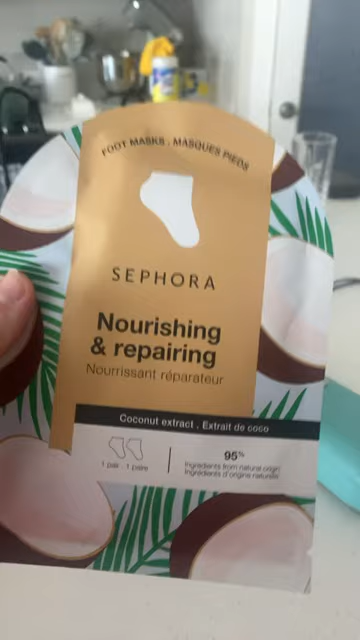 FOOT MASKS . MASQUES PIEDS
SEPHORA
Nourishing
& repairing
Nourrissant réparateur
Coconut extract . Extrait de coco
1 pair . 1 paire
95%
Ingredients from natural origin
Ingrédients d'origine naturelle